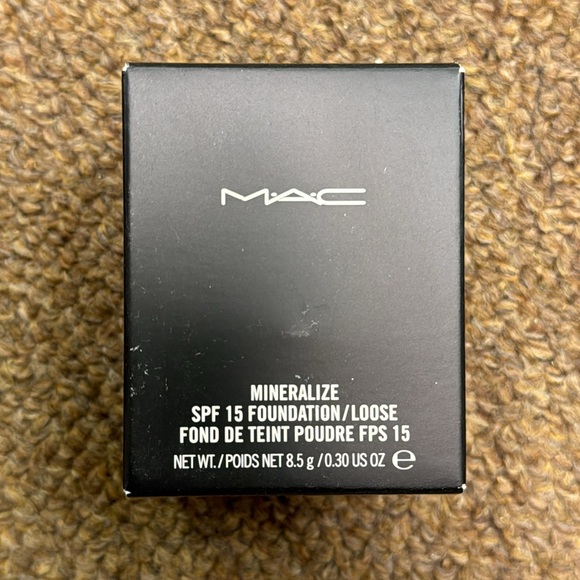 M·A·C
MINERALIZE
SPF 15 FOUNDATION/LOOSE
FOND DE TEINT POUDRE FPS 15
NET WT./POIDS NET 8.5 g/0.30 US OZ ℮